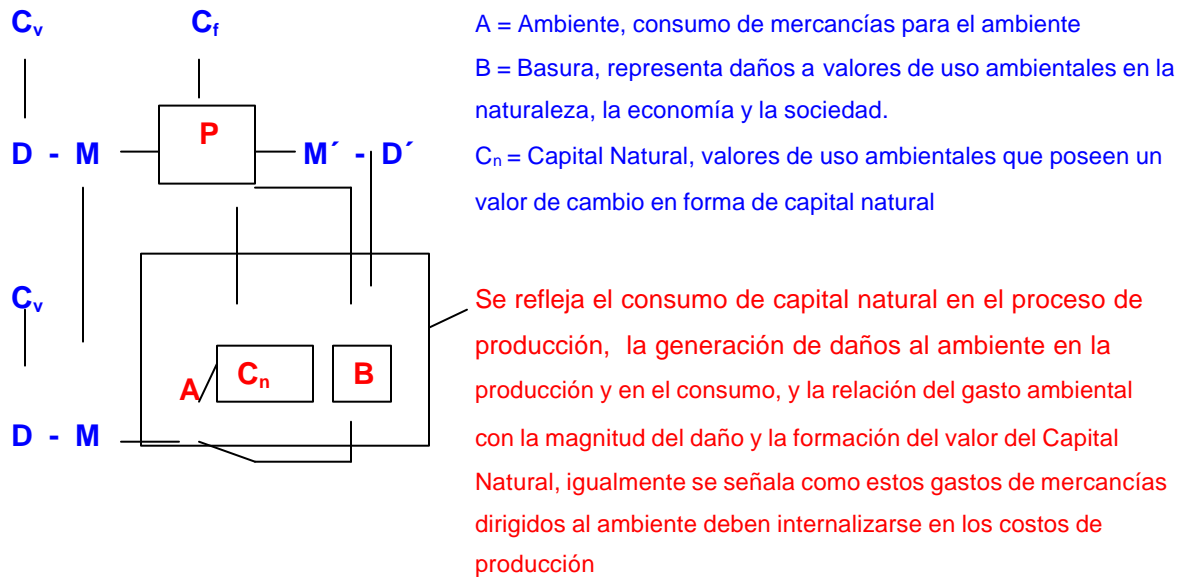 Cv Cf
D - M P M´ - D´
Cv
A Cn B
D - M
A = Ambiente, consumo de mercancías para el ambiente
B = Basura, representa daños a valores de uso ambientales en la
naturaleza, la economía y la sociedad.
Cn = Capital Natural, valores de uso ambientales que poseen un
valor de cambio en forma de capital natural
Se refleja el consumo de capital natural en el proceso de
producción, la generación de daños al ambiente en la
producción y en el consumo, y la relación del gasto ambiental
con la magnitud del daño y la formación del valor del Capital
Natural, igualmente se señala como estos gastos de mercancías
dirigidos al ambiente deben internalizarse en los costos de
producción